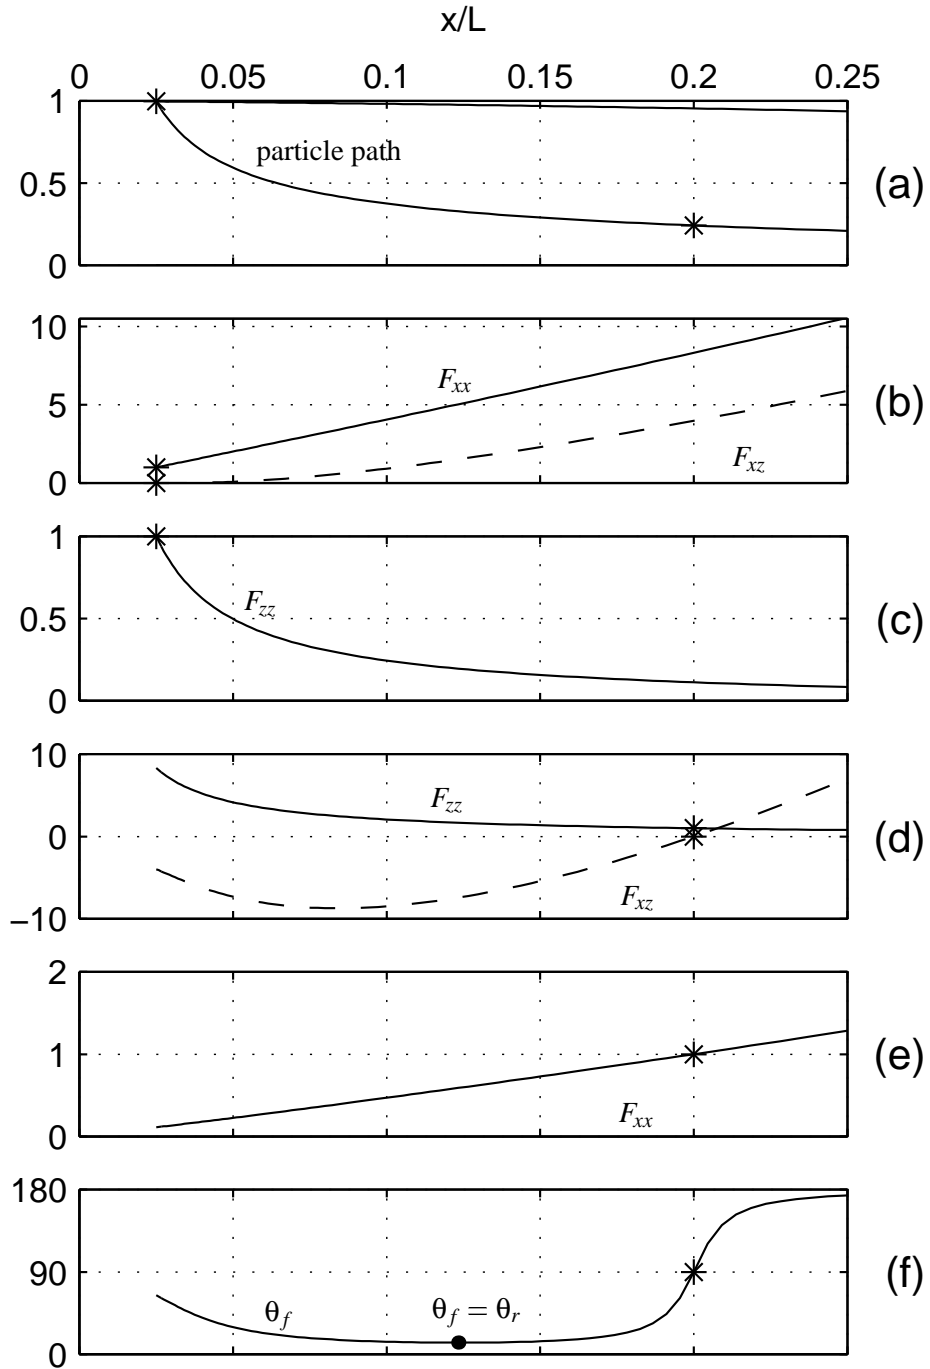 x/L
0 0.05 0.1 0.15 0.2 0.25
1
particle path
0.5
(a)
0
10
F_xx
5
(b)
F_xz
0
1
F_zz
0.5
(c)
0
10
F_zz
0
(d)
F_xz
−10
2
1
(e)
F_xx
0
180
90
(f)
θ_f
θ_f = θ_r
0